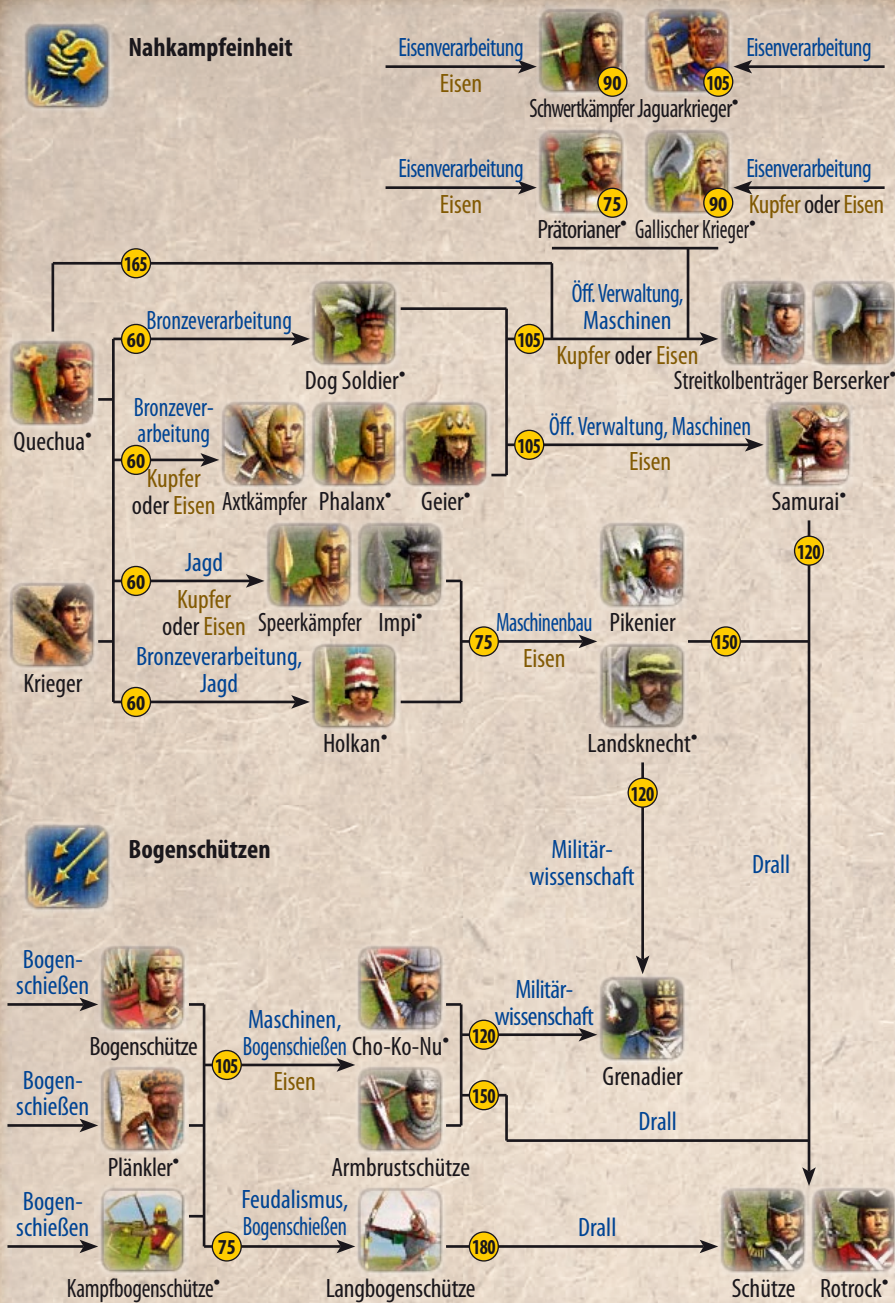 Nahkampfeinheit
Eisenverarbeitung
Eisen
90
Schwertkämpfer
105
Jaguarkrieger•
Eisenverarbeitung
Eisenverarbeitung
Eisen
75
Prätorianer•
90
Gallischer Krieger•
Eisenverarbeitung
Kupfer oder Eisen
165
Quechua•
60
Bronzeverarbeitung
Dog Soldier•
105
Öff. Verwaltung,
Maschinen
Kupfer oder Eisen
Streitkolbenträger
Berserker•
Bronzever-
arbeitung
60
Kupfer
oder Eisen
Axtkämpfer
Phalanx•
Geier•
105
Öff. Verwaltung, Maschinen
Eisen
Samurai•
120
Krieger
60
Jagd
Kupfer
oder Eisen
Speerkämpfer
Impi•
75
Maschinenbau
Eisen
Pikenier
150
Bronzeverarbeitung,
Jagd
60
Holkan•
Landsknecht•
120
Militär-
wissenschaft
Drall
Bogenschützen
Bogen-
schießen
Bogenschütze
105
Maschinen,
Bogenschießen
Eisen
Cho-Ko-Nu•
120
Militär-
wissenschaft
Grenadier
Bogen-
schießen
Plänkler•
Armbrustschütze
150
Drall
Bogen-
schießen
Kampfbogenschütze•
75
Feudalismus,
Bogenschießen
Langbogenschütze
180
Drall
Schütze
Rotrock•